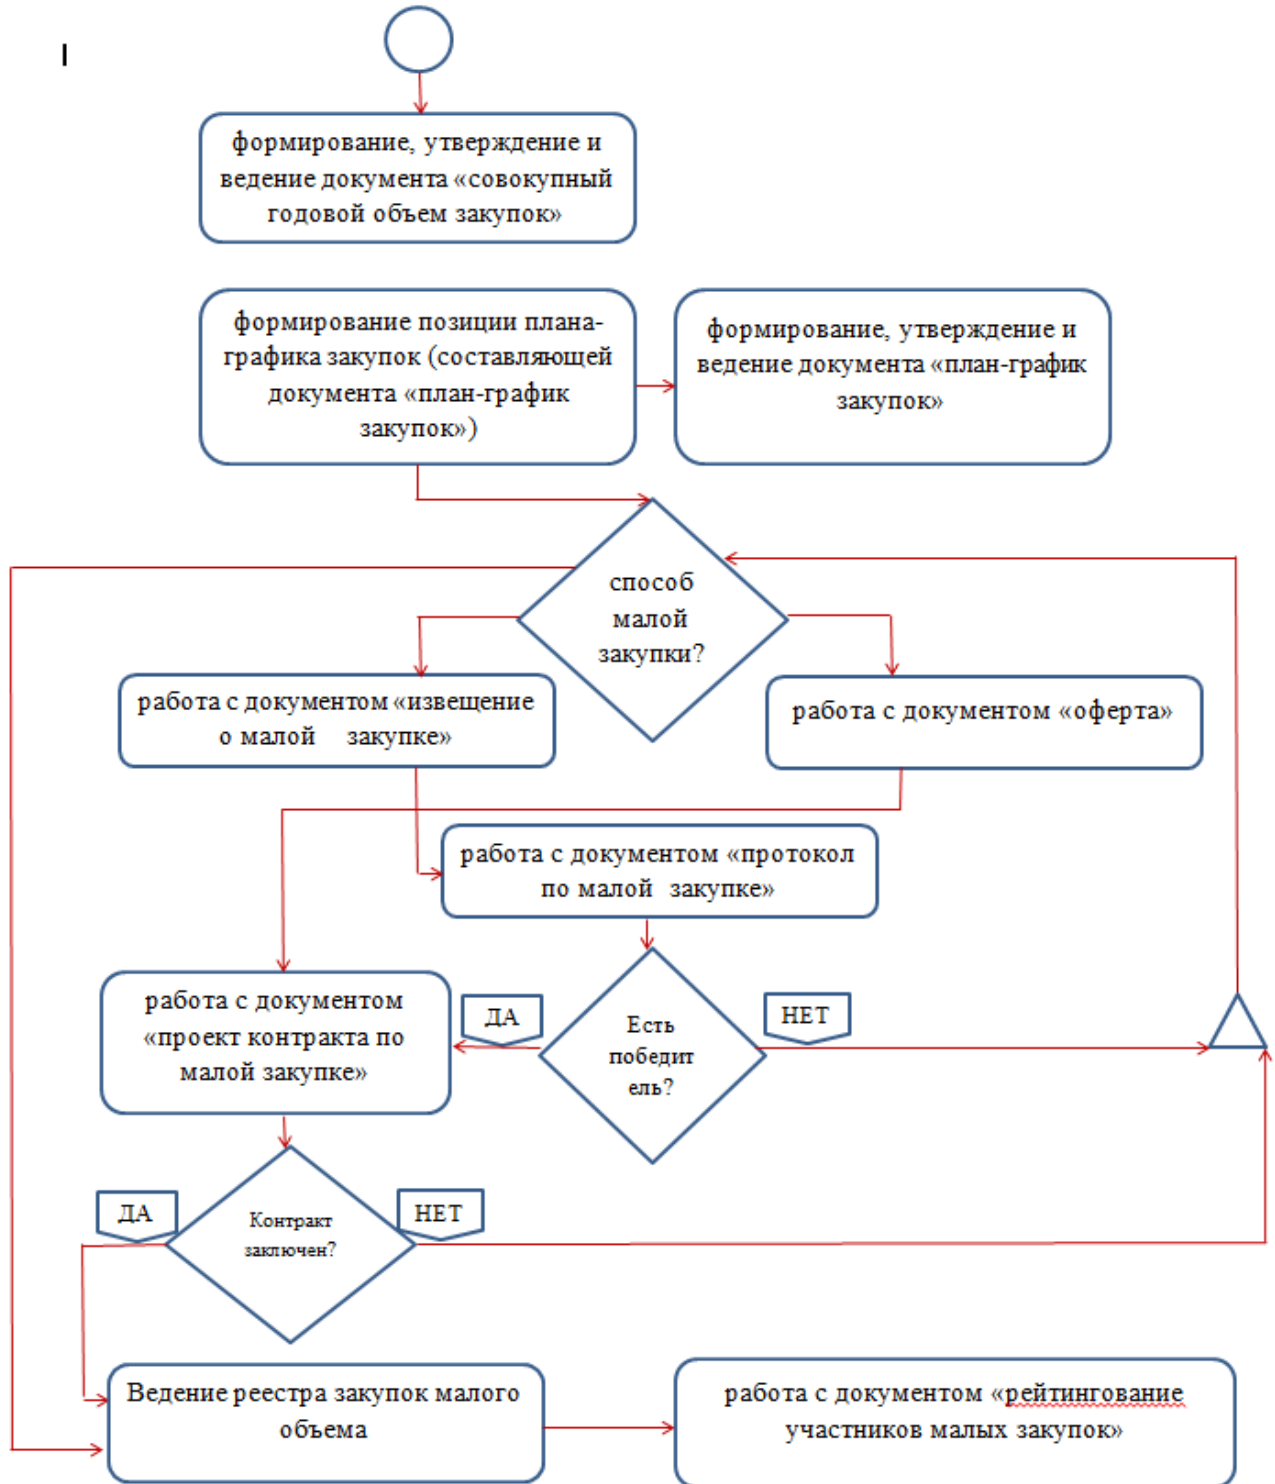 формирование, утверждение и
ведение документа «совокупный
годовой объем закупок»
формирование позиции плана-
графика закупок (составляющей
документа «план-график
закупок»)
формирование, утверждение и
ведение документа «план-график
закупок»
способ
малой
закупки?
работа с документом «извещение
о малой закупке»
работа с документом «оферта»
работа с документом «протокол
по малой закупке»
работа с документом
«проект контракта по
малой закупке»
ДА
Есть
победит
ель?
НЕТ
ДА
Контракт
заключен?
НЕТ
Ведение реестра закупок малого
объема
работа с документом «рейтингование
участников малых закупок»